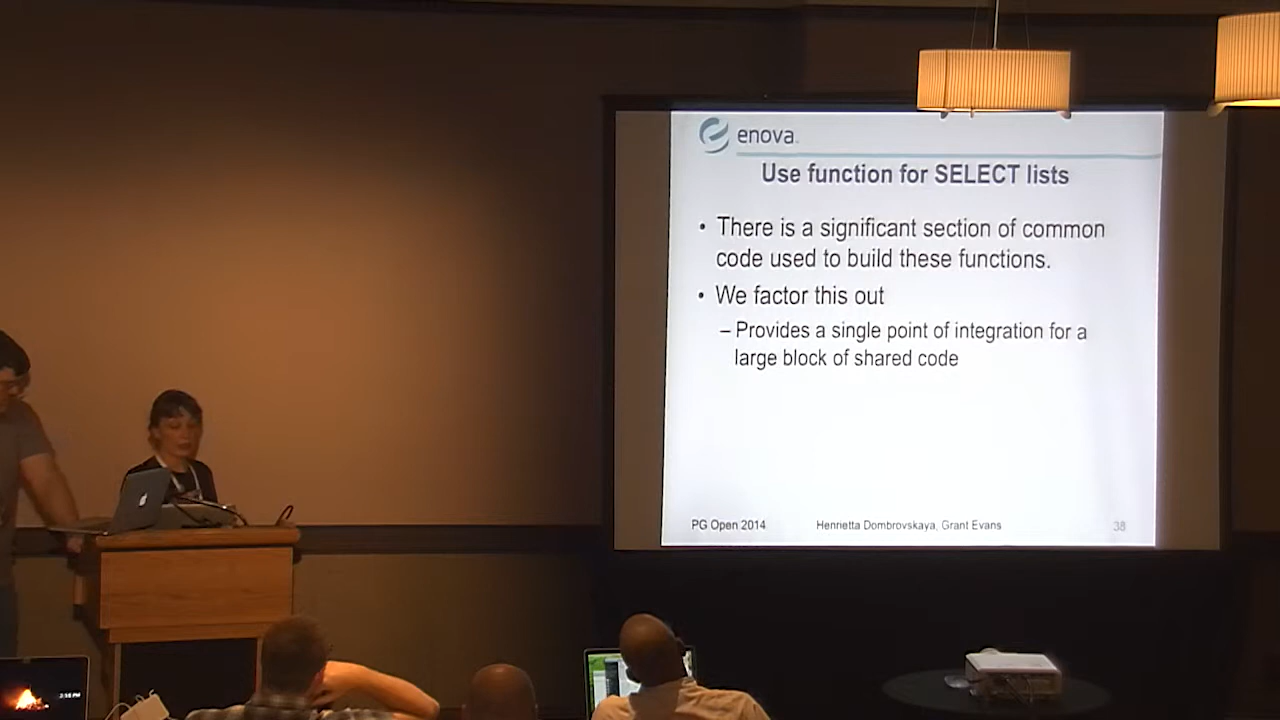 enova
Use function for SELECT lists
• There is a significant section of common
code used to build these functions.
• We factor this out
– Provides a single point of integration for a
large block of shared code
PG Open 2014
Henrietta Dombrovskaya, Grant Evans
38